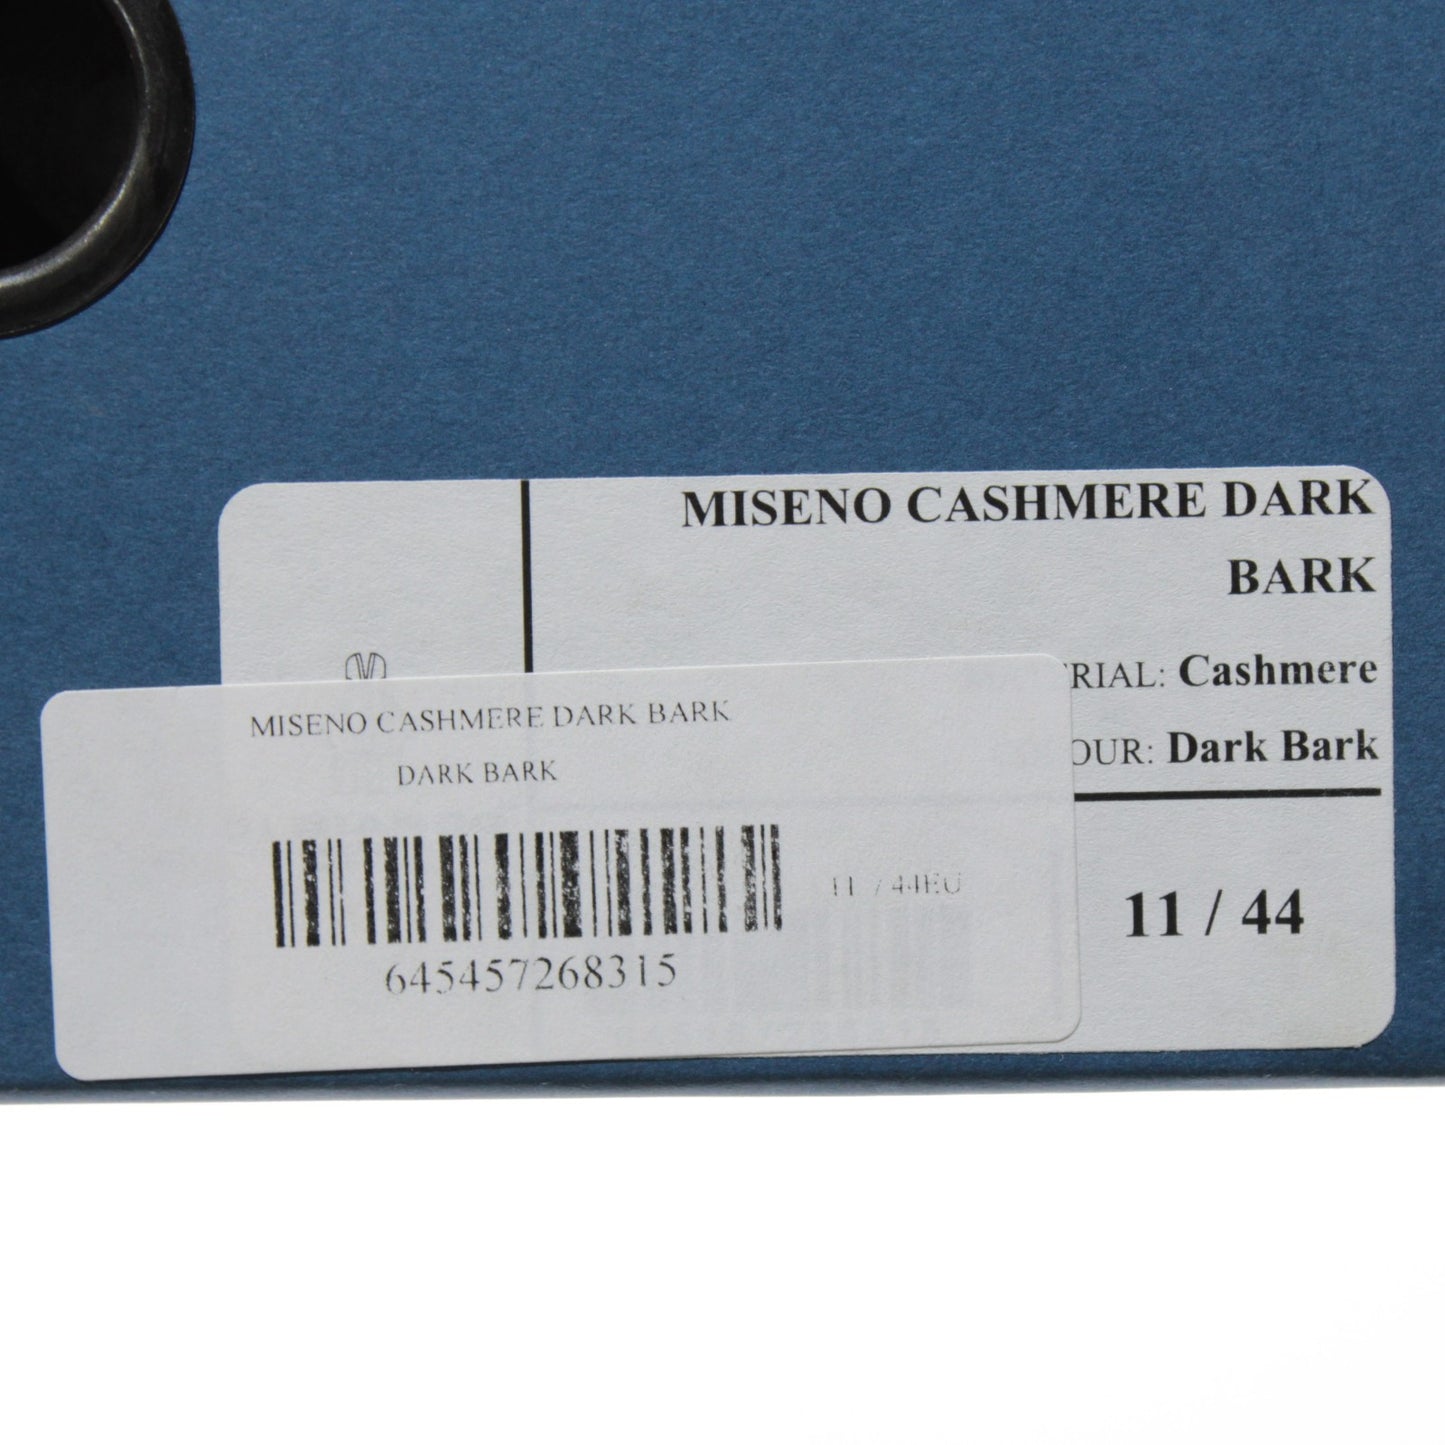 MISENO CASHMERE DARK
BARK
RIAL: Cashmere
OUR: Dark Bark
11 / 44
MISENO CASHMERE DARK BARK
DARK BARK
11 / 44EU
645457268315